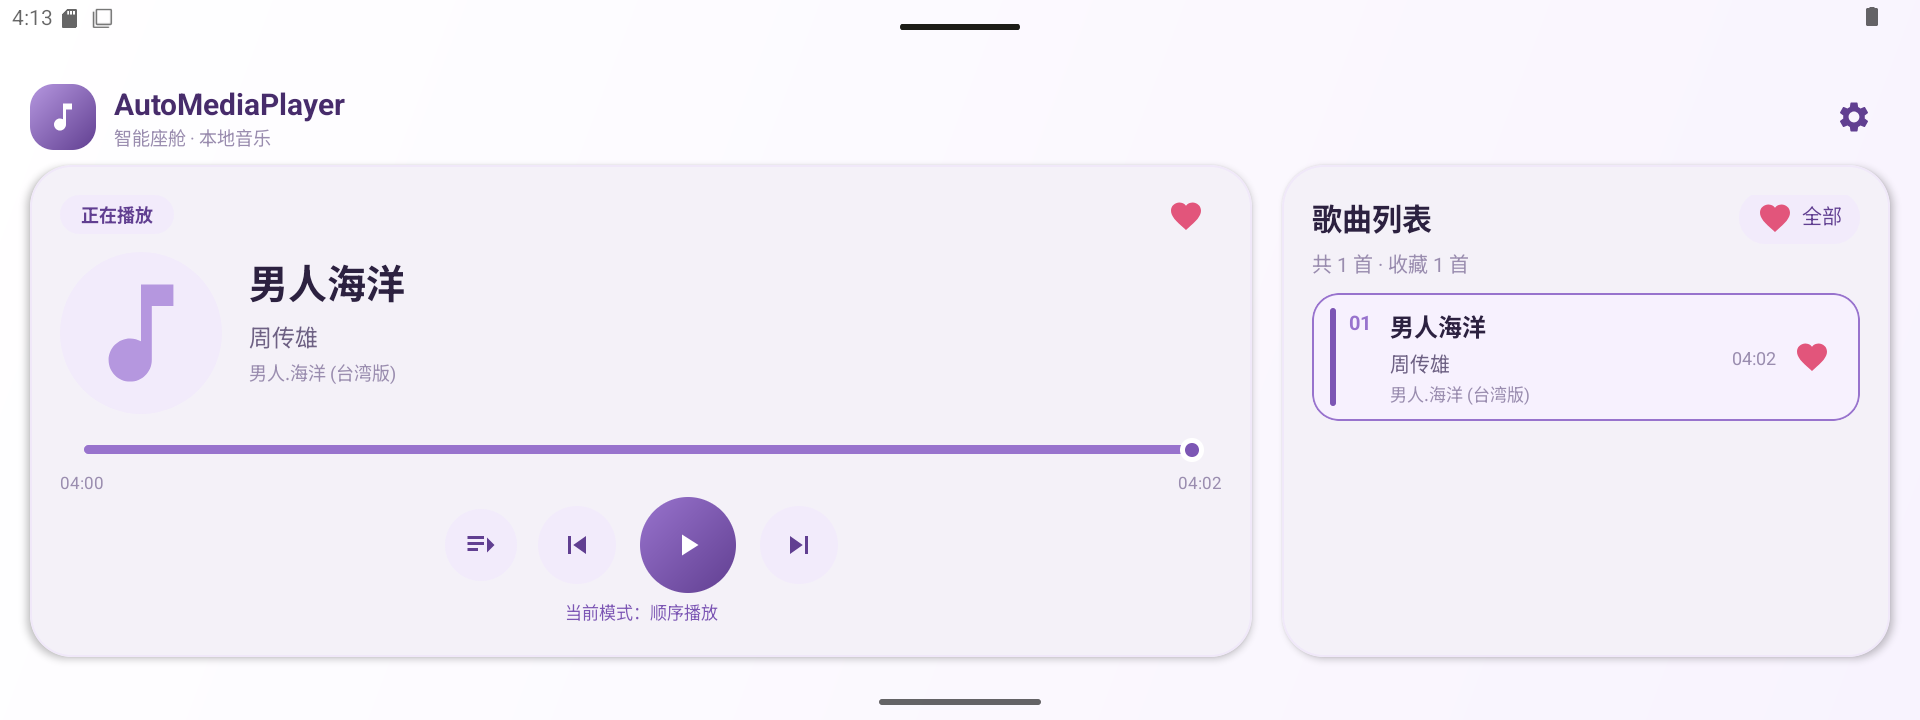 4:13
AutoMediaPlayer
智能座舱 · 本地音乐
正在播放
男人海洋
周传雄
男人.海洋 (台湾版)
04:00
04:02
当前模式：顺序播放
歌曲列表
全部
共 1 首 · 收藏 1 首
01
男人海洋
周传雄
男人.海洋 (台湾版)
04:02